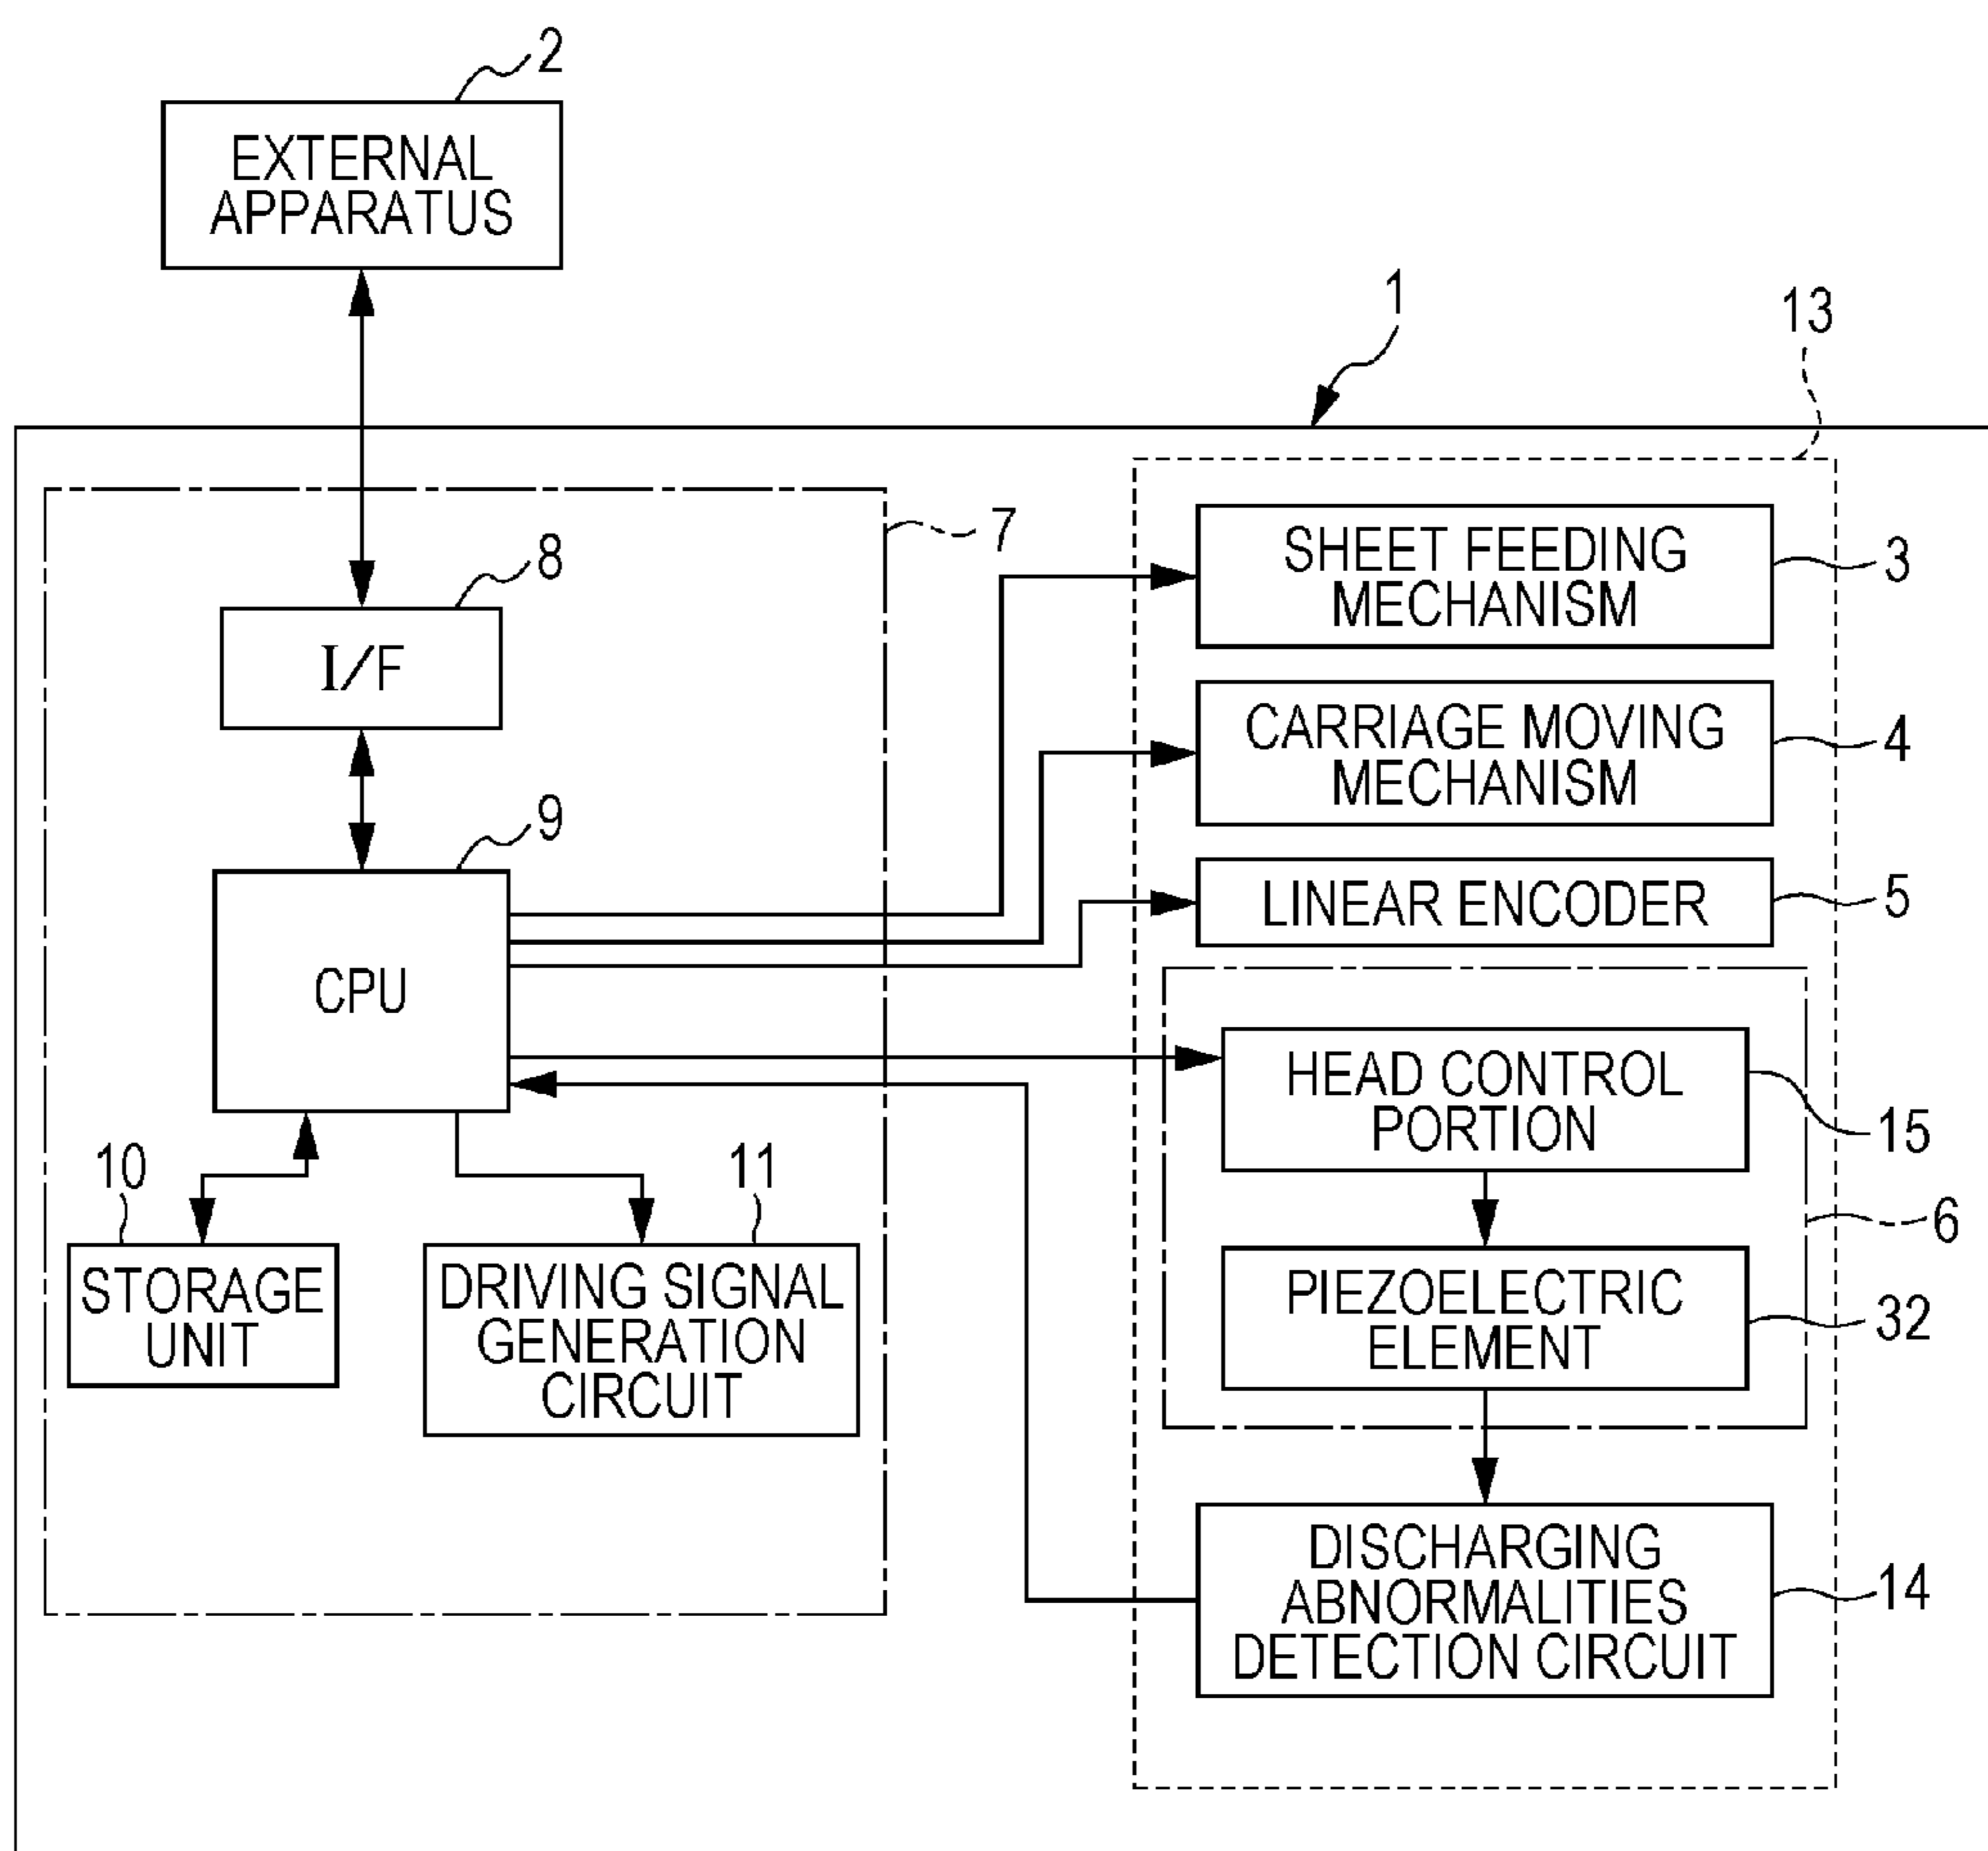 2
EXTERNAL
APPARATUS
1
13
7
8
I/F
9
CPU
10
STORAGE
UNIT
11
DRIVING SIGNAL
GENERATION
CIRCUIT
SHEET FEEDING
MECHANISM
3
CARRIAGE MOVING
MECHANISM
4
LINEAR ENCODER
5
HEAD CONTROL
PORTION
15
6
PIEZOELECTRIC
ELEMENT
32
DISCHARGING
ABNORMALITIES
DETECTION CIRCUIT
14